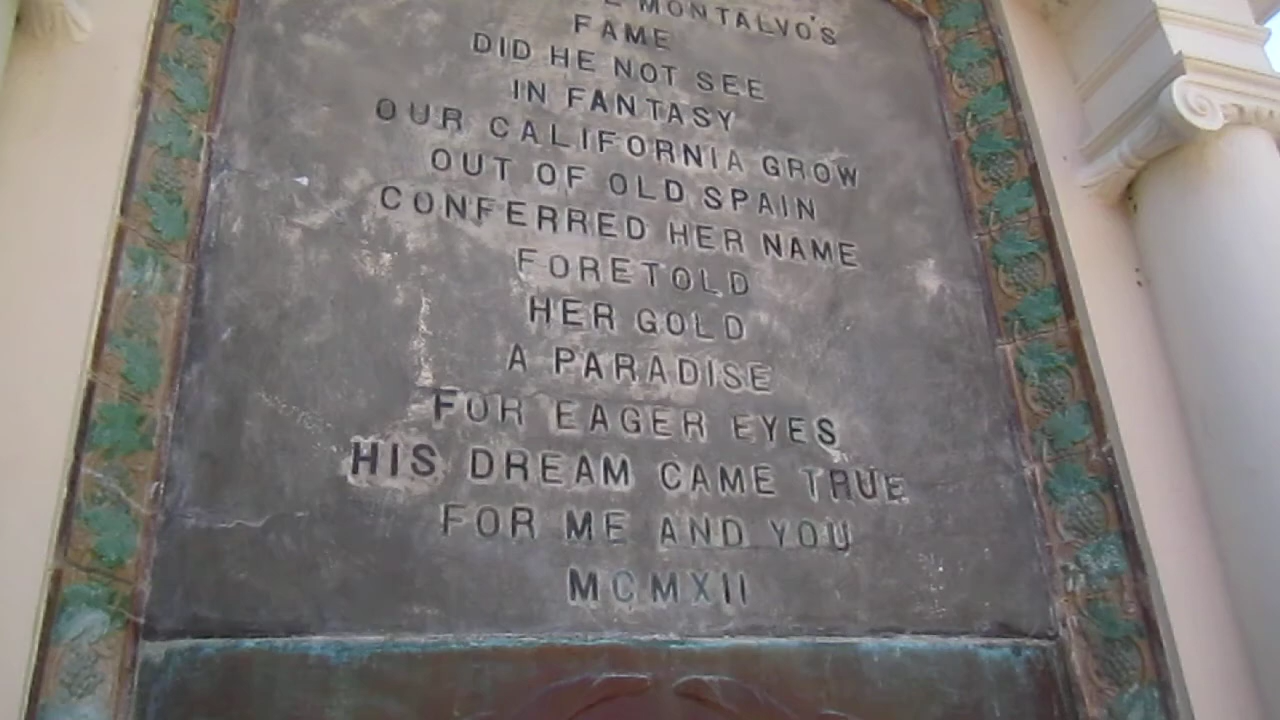 MONTALVO'S
FAME
DID HE NOT SEE
IN FANTASY
OUR CALIFORNIA GROW
OUT OF OLD SPAIN
CONFERRED HER NAME
FORETOLD
HER GOLD
A PARADISE
FOR EAGER EYES
HIS DREAM CAME TRUE
FOR ME AND YOU
MCMXII